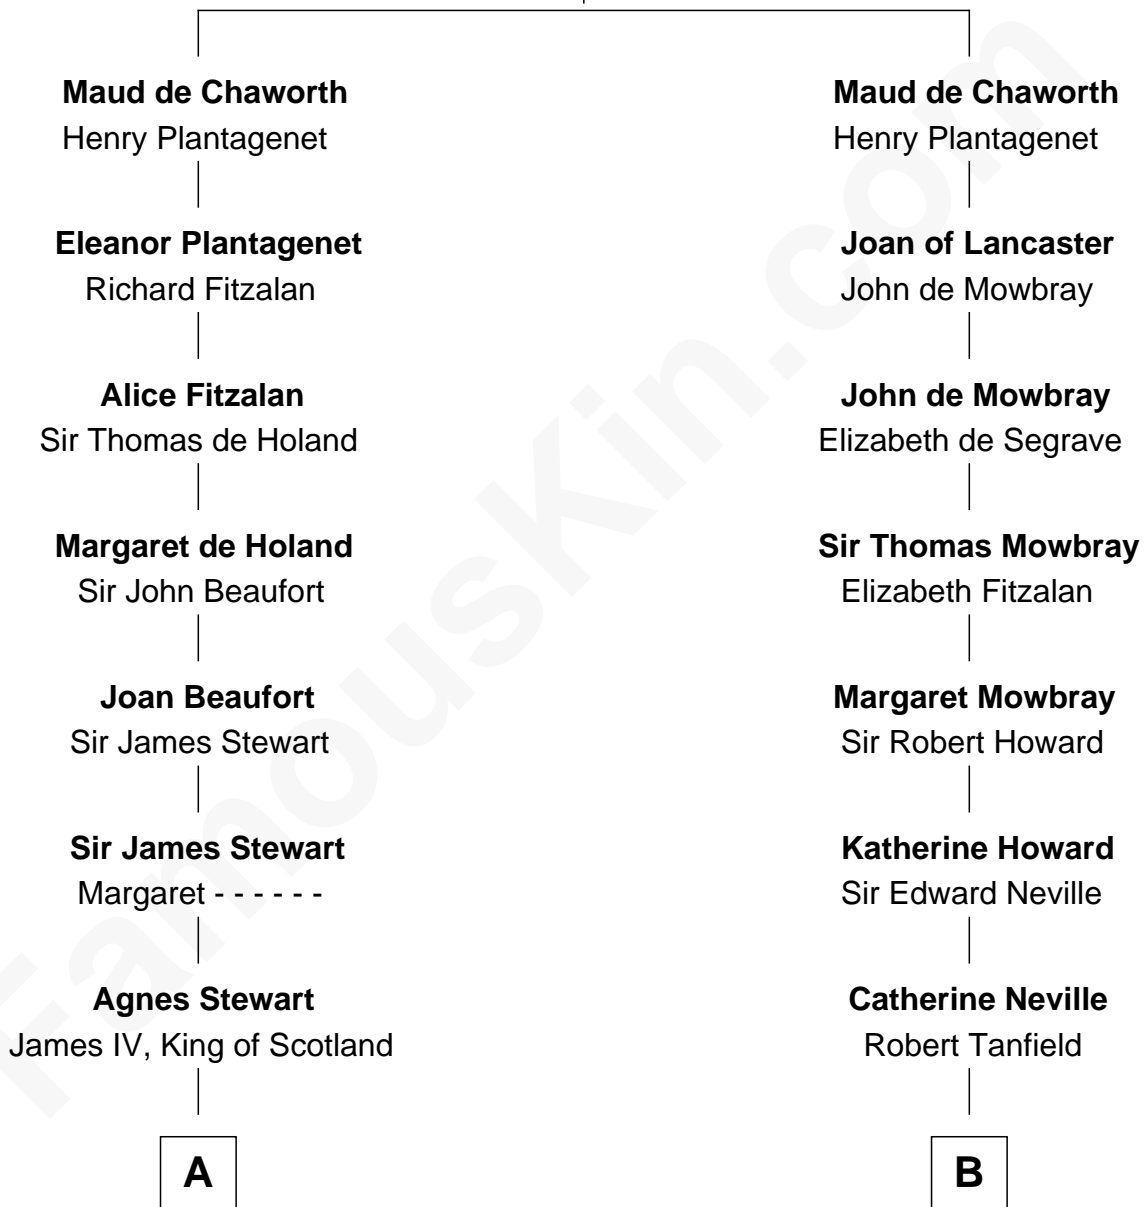 Maud de Chaworth
Henry Plantagenet
Eleanor Plantagenet
Richard Fitzalan
Alice Fitzalan
Sir Thomas de Holand
Margaret de Holand
Sir John Beaufort
Joan Beaufort
Sir James Stewart
Sir James Stewart
Margaret - - - - - -
Agnes Stewart
James IV, King of Scotland
A
Maud de Chaworth
Henry Plantagenet
Joan of Lancaster
John de Mowbray
John de Mowbray
Elizabeth de Segrave
Sir Thomas Mowbray
Elizabeth Fitzalan
Margaret Mowbray
Sir Robert Howard
Katherine Howard
Sir Edward Neville
Catherine Neville
Robert Tanfield
B
FamousKin.com